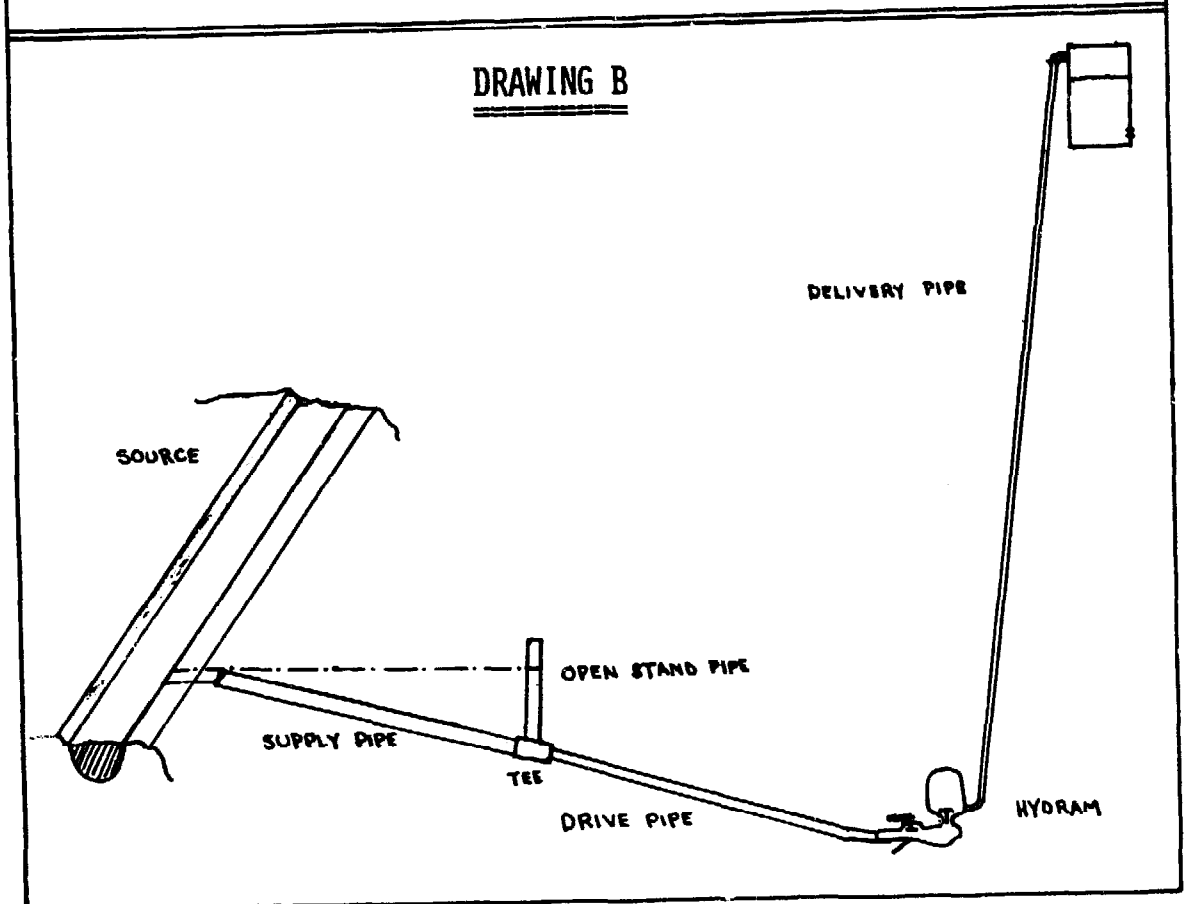 DRAWING B
DELIVERY PIPE
SOURCE
OPEN STAND PIPE
SUPPLY PIPE
TEE
DRIVE PIPE
HYDRAM